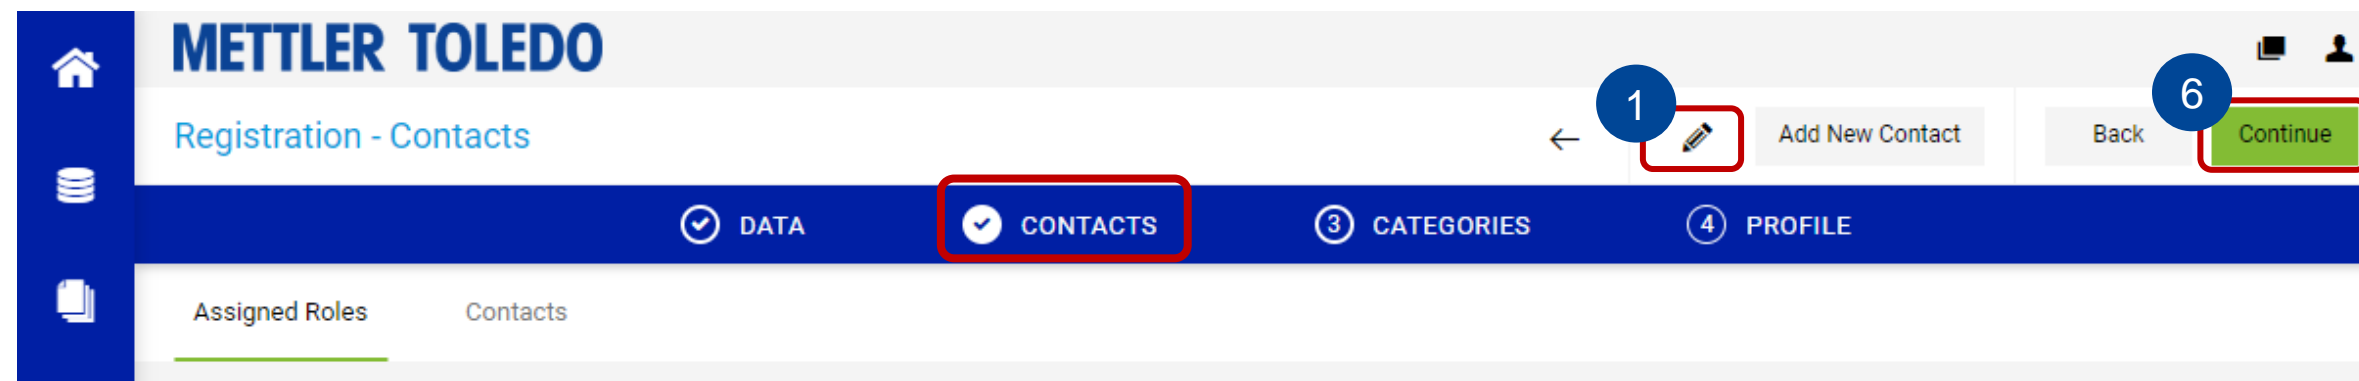 METTLER TOLEDO
1
6
Registration - Contacts
Add New Contact
Back
Continue
DATA
CONTACTS
3 CATEGORIES
4 PROFILE
Assigned Roles
Contacts